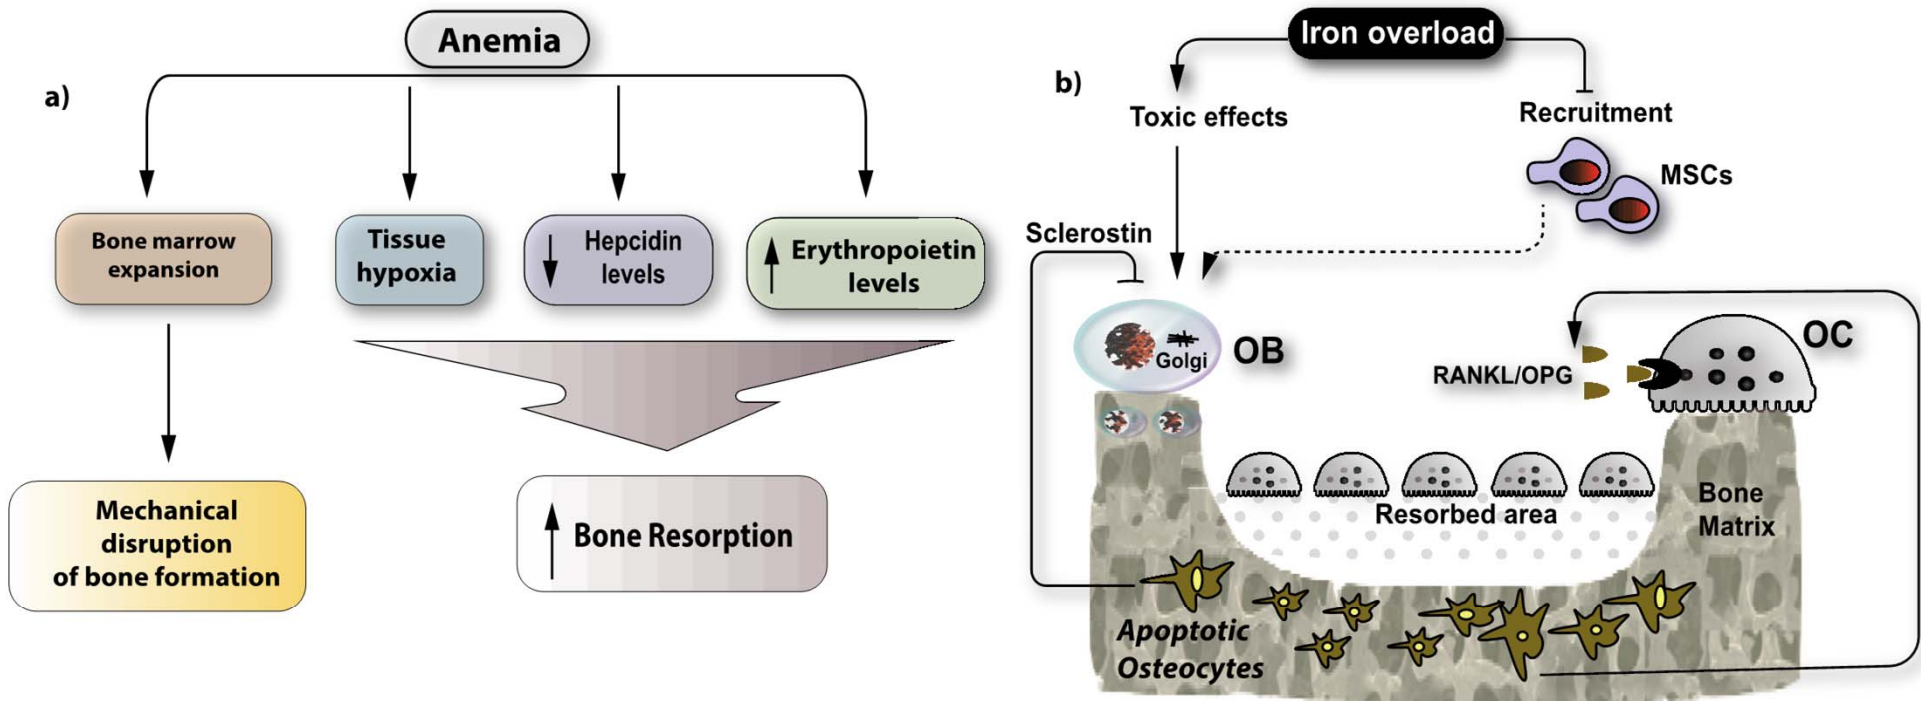 a)
Anemia
Bone marrow
expansion
Tissue
hypoxia
Hepcidin
levels
Erythropoietin
levels
Mechanical
disruption
of bone formation
Bone Resorption
b)
Iron overload
Toxic effects
Recruitment
MSCs
Sclerostin
Golgi
OB
RANKL/OPG
OC
Resorbed area
Bone
Matrix
Apoptotic
Osteocytes